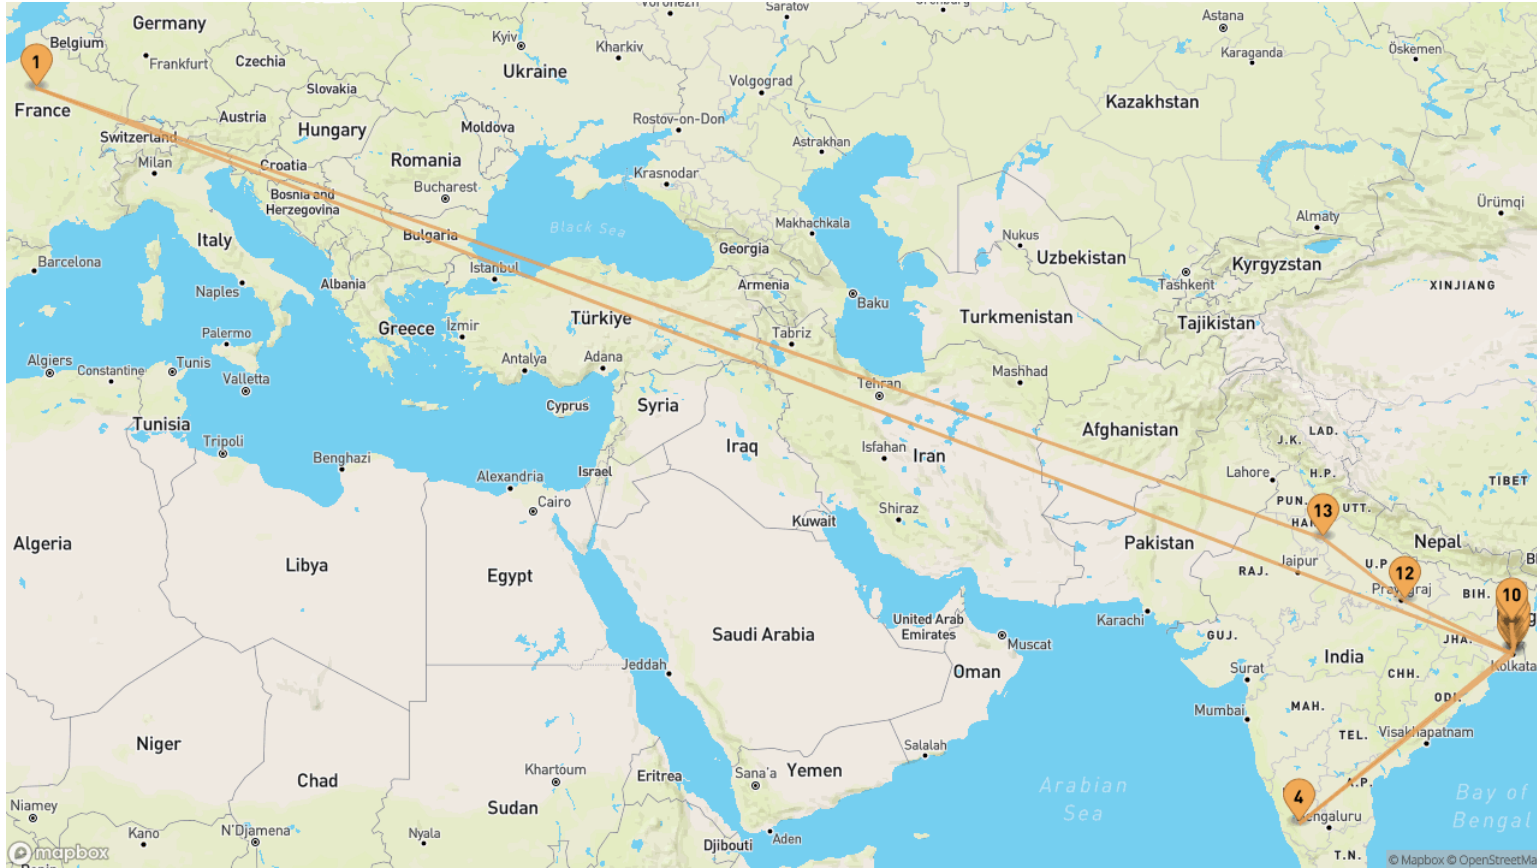 Germany
Belgium
Frankfurt
Czechia
1
France
Slovakia
Austria
Hungary
Switzerland
Milan
Croatia
Bosnia and
Herzegovina
Italy
Barcelona
Naples
Albania
Palermo
Greece
Algiers
Constantine
Tunis
Valletta
Tunisia
Tripoli
Benghazi
Algeria
Libya
Niger
Chad
Niamey
Kano
N'Djamena
Kyiv
Kharkiv
Saratov
Ukraine
Volgograd
Moldova
Rostov-on-Don
Astrakhan
Romania
Bucharest
Krasnodar
Makhachkala
Black Sea
Bulgaria
Georgia
Istanbul
Armenia
Baku
Türkiye
İzmir
Tabriz
Antalya
Adana
Tehran
Cyprus
Syria
Iraq
Isfahan
Iran
Israel
Alexandria
Cairo
Kuwait
Shiraz
Egypt
Saudi Arabia
United Arab
Emirates
Muscat
Oman
Jeddah
Salalah
Yemen
Sana'a
Khartoum
Eritrea
Sudan
Nyala
Djibouti
Aden
Astana
Karaganda
Öskemen
Kazakhstan
Nukus
Almaty
Ürümqi
Uzbekistan
Kyrgyzstan
Tashkent
XINJIANG
Turkmenistan
Tajikistan
Mashhad
Afghanistan
LAD.
J.K.
Lahore
H.P.
TIBET
PUN.
UTT.
13
HAR
Pakistan
Nepal
Jaipur
U.P.
RAJ.
12
BIH.
10
Karachi
GUJ.
JHA.
India
Kolkata
Surat
CHH.
Mumbai
MAH.
TEL.
Visakhapatnam
Arabian
Sea
A.P.
Bay of
Bengal
4
T.N.
mapbox
© Mapbox © OpenStreetM